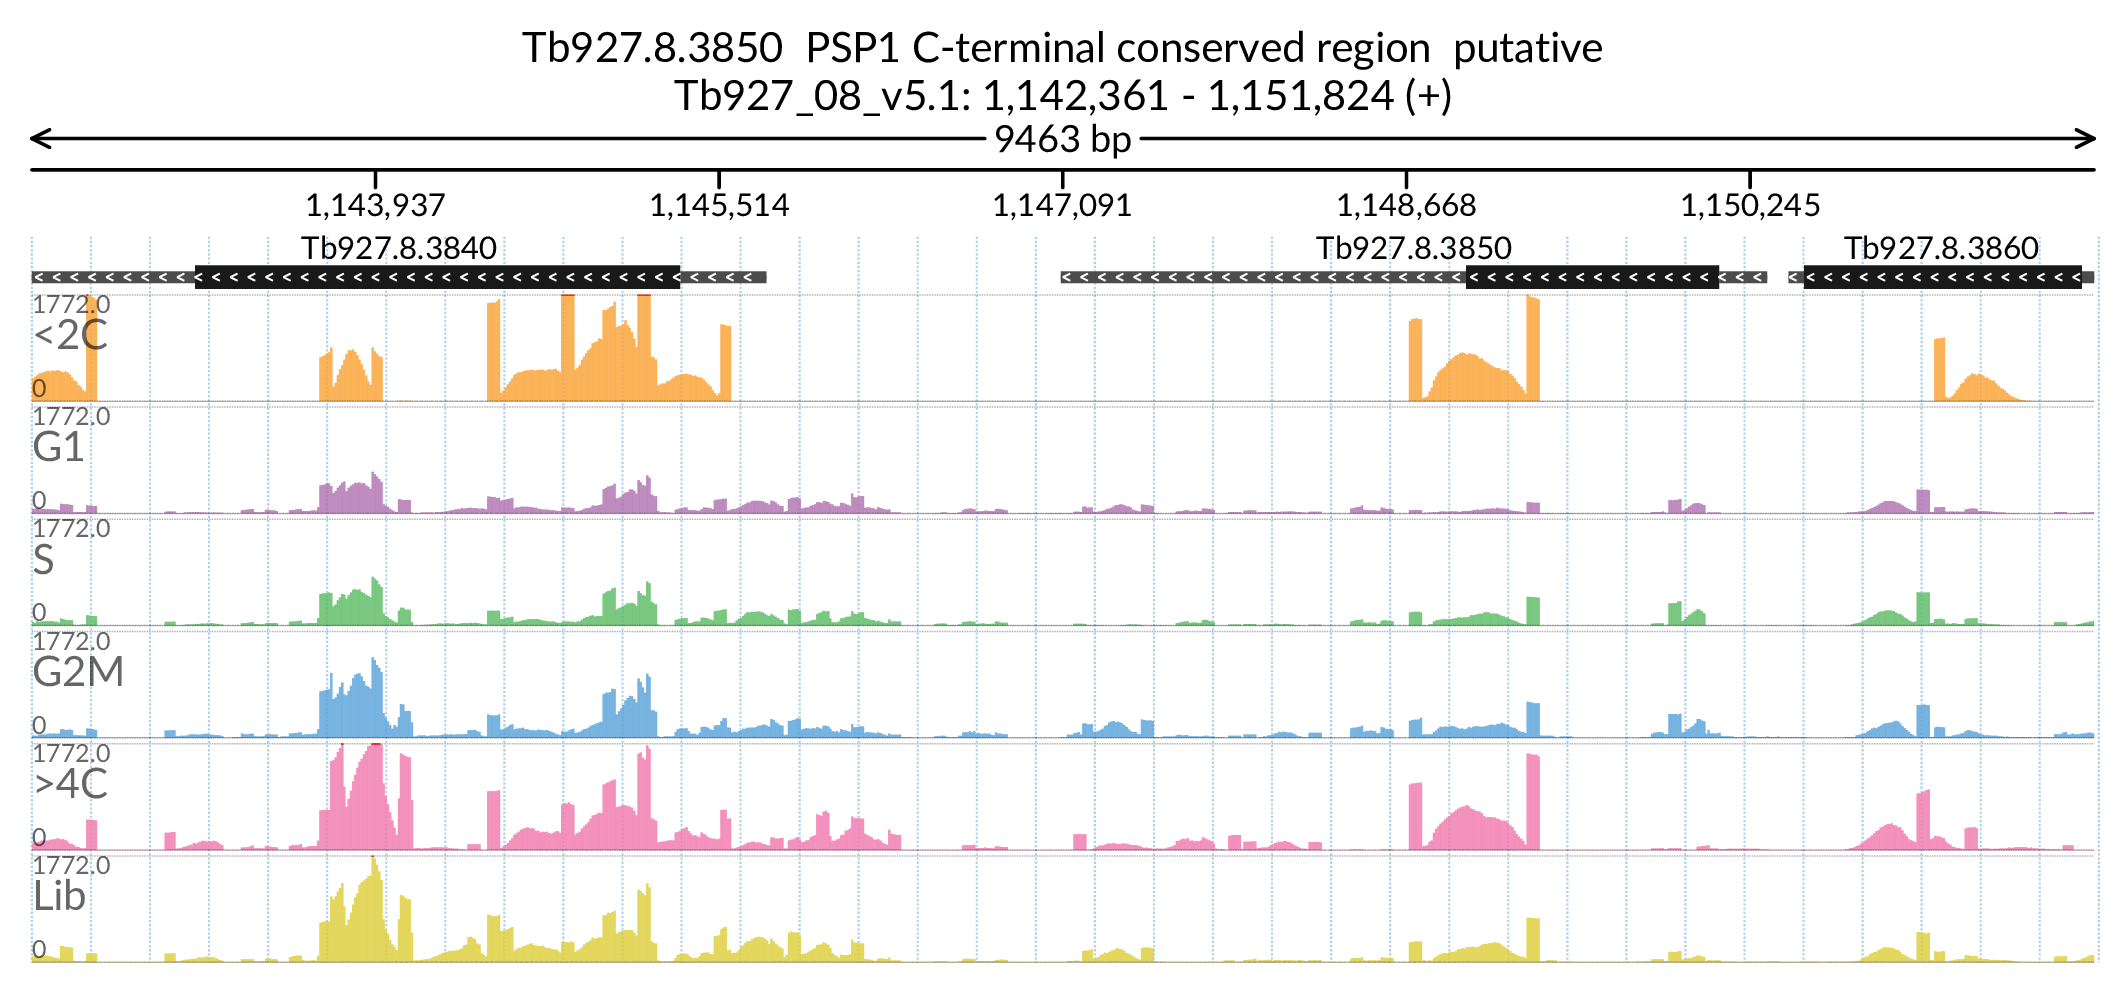 Tb927.8.3850 PSP1 C-terminal conserved region putative
Tb927_08_v5.1: 1,142,361 - 1,151,824 (+)
9463 bp
1,143,937 1,145,514 1,147,091 1,148,668 1,150,245
Tb927.8.3840 Tb927.8.3850 Tb927.8.3860
1772.0
<2C
0
1772.0
G1
0
1772.0
S
0
1772.0
G2M
0
1772.0
>4C
0
1772.0
Lib
0